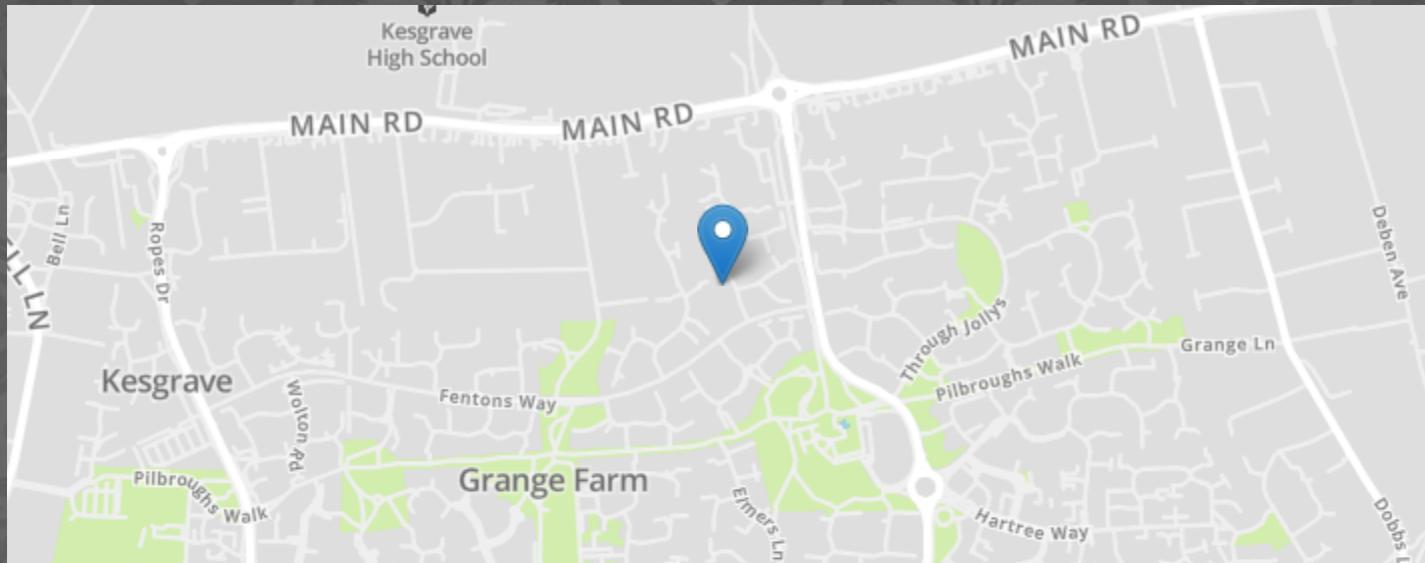 Kesgrave
High School
MAIN RD
MAIN RD
MAIN RD
Bell Ln
LL LN
Ropes Dr
Deben Ave
Through Jollys
Grange Ln
Pilbroughs Walk
Kesgrave
Wolton Rd
Fentons Way
Grange Farm
Pilbroughs Walk
Elmers Ln
Hartree Way
Dobbs L